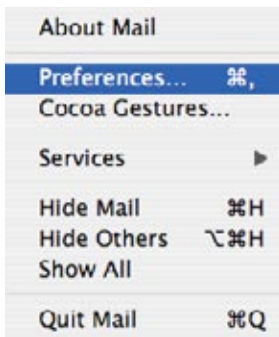 About Mail
Preferences... ⌘,
Cocoa Gestures...
Services ▶
Hide Mail ⌘H
Hide Others ⌥⌘H
Show All
Quit Mail ⌘Q